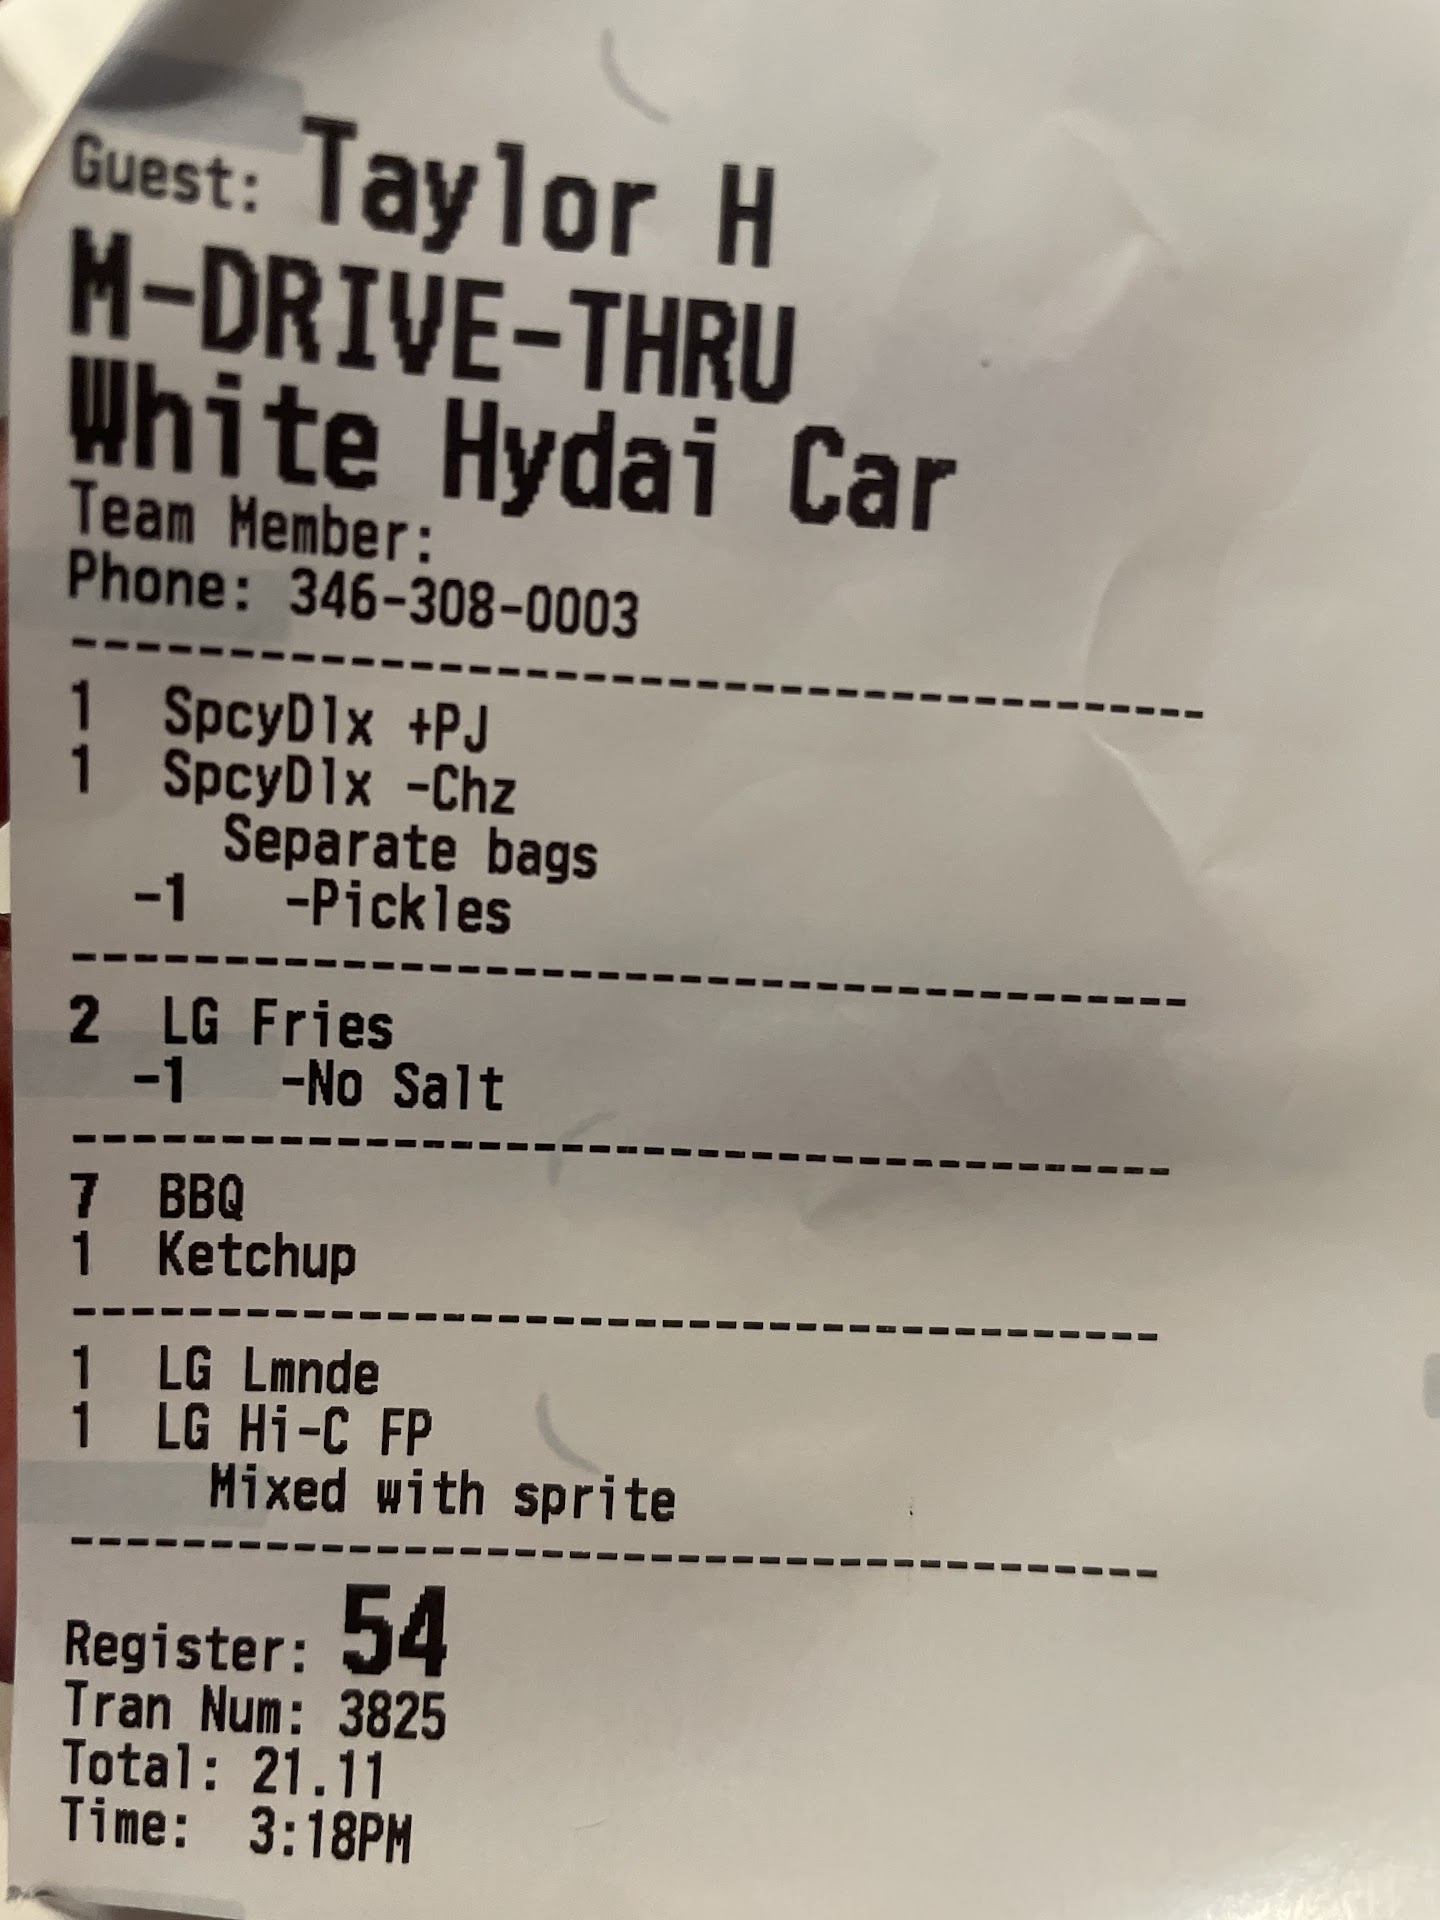 Guest: Taylor H
M-DRIVE-THRU
White Hydai Car
Team Member:
Phone: 346-308-0003
1 SpcyDlx +PJ
1 SpcyDlx -Chz
Separate bags
-1 -Pickles
2 LG Fries
-1 -No Salt
7 BBQ
1 Ketchup
1 LG Lmnde
1 LG Hi-C FP
Mixed with sprite
Register: 54
Tran Num: 3825
Total: 21.11
Time: 3:18PM